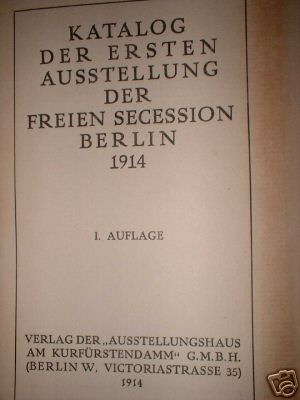 KATALOG
DER ERSTEN
AUSSTELLUNG
DER
FREIEN SECESSION
BERLIN
1914
I. AUFLAGE
VERLAG DER „AUSSTELLUNGSHAUS
AM KURFÜRSTENDAMM" G.M.B.H.
(BERLIN W, VICTORIASTRASSE 35)
1914